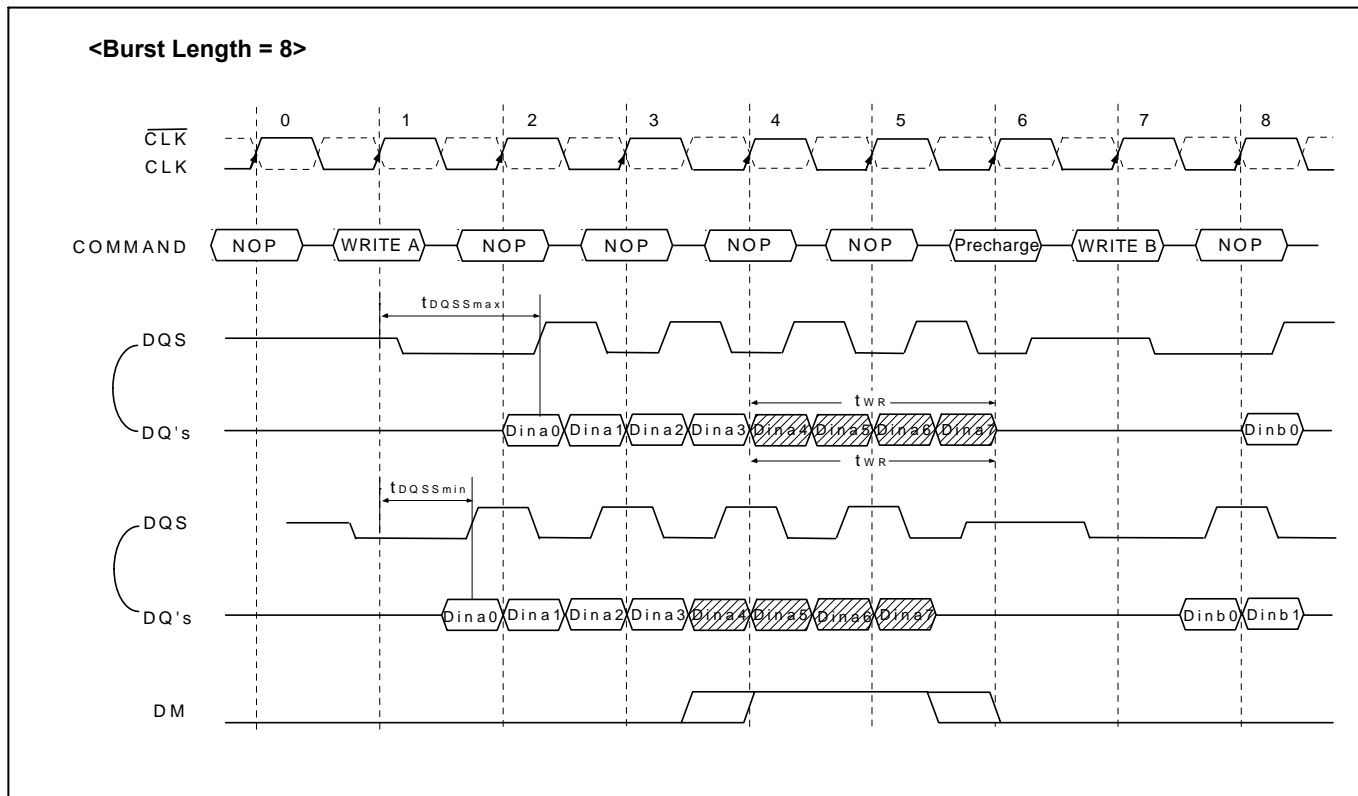 <Burst Length = 8>
0 1 2 3 4 5 6 7 8
CLK
CLK
COMMAND NOP WRITE A NOP NOP NOP NOP Precharge WRITE B NOP
tDQSSmax
DQS
tWR
DQ's Dina0 Dina1 Dina2 Dina3 Dina4 Dina5 Dina6 Dina7 Dinb0
tWR
tDQSSmin
DQS
DQ's Dina0 Dina1 Dina2 Dina3 Dina4 Dina5 Dina6 Dina7 Dinb0 Dinb1
DM